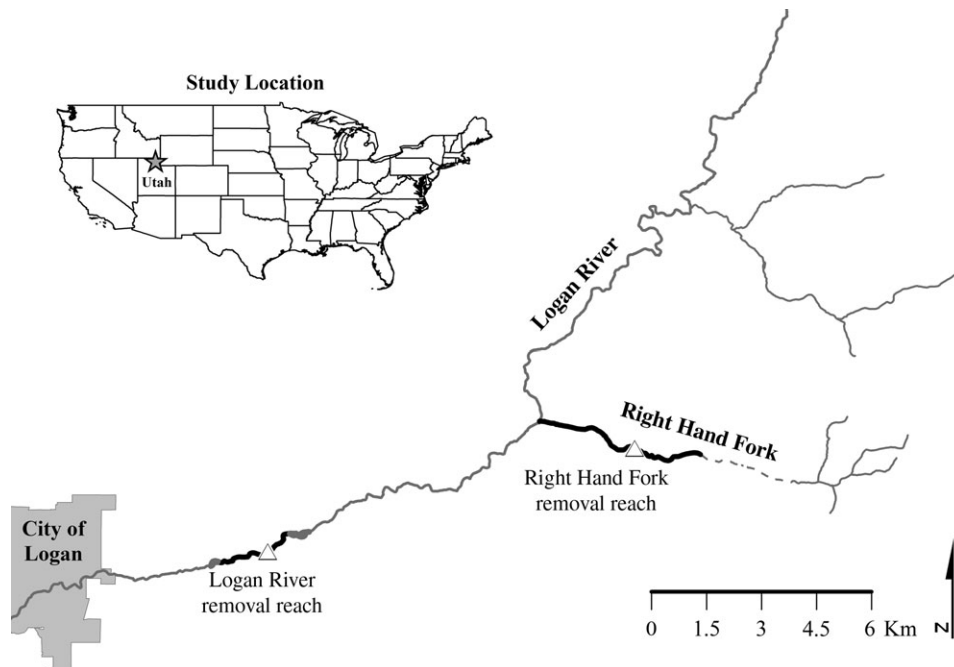 Study Location
Utah
Logan River
Right Hand Fork
Right Hand Fork
removal reach
City of
Logan
Logan River
removal reach
0 1.5 3 4.5 6 Km
N